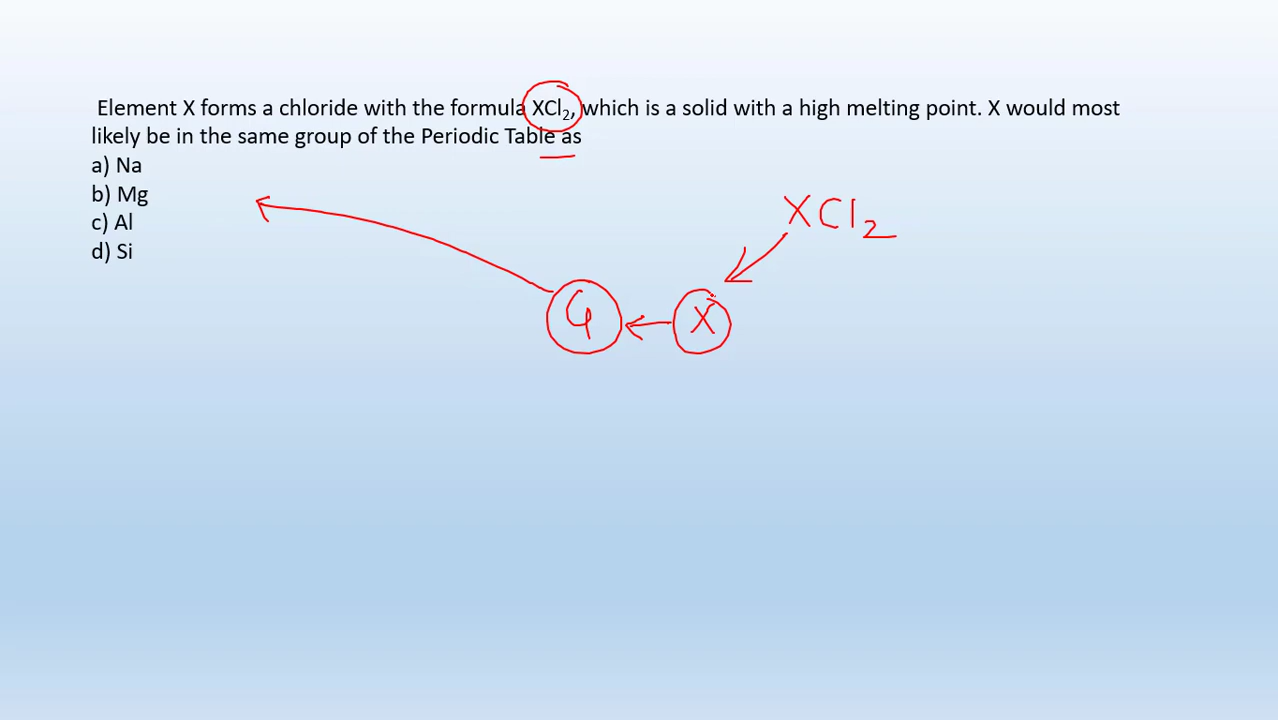 Element X forms a chloride with the formula XCl₂, which is a solid with a high melting point. X would most
likely be in the same group of the Periodic Table as
a) Na
b) Mg
c) Al
d) Si
XCl₂
G
X